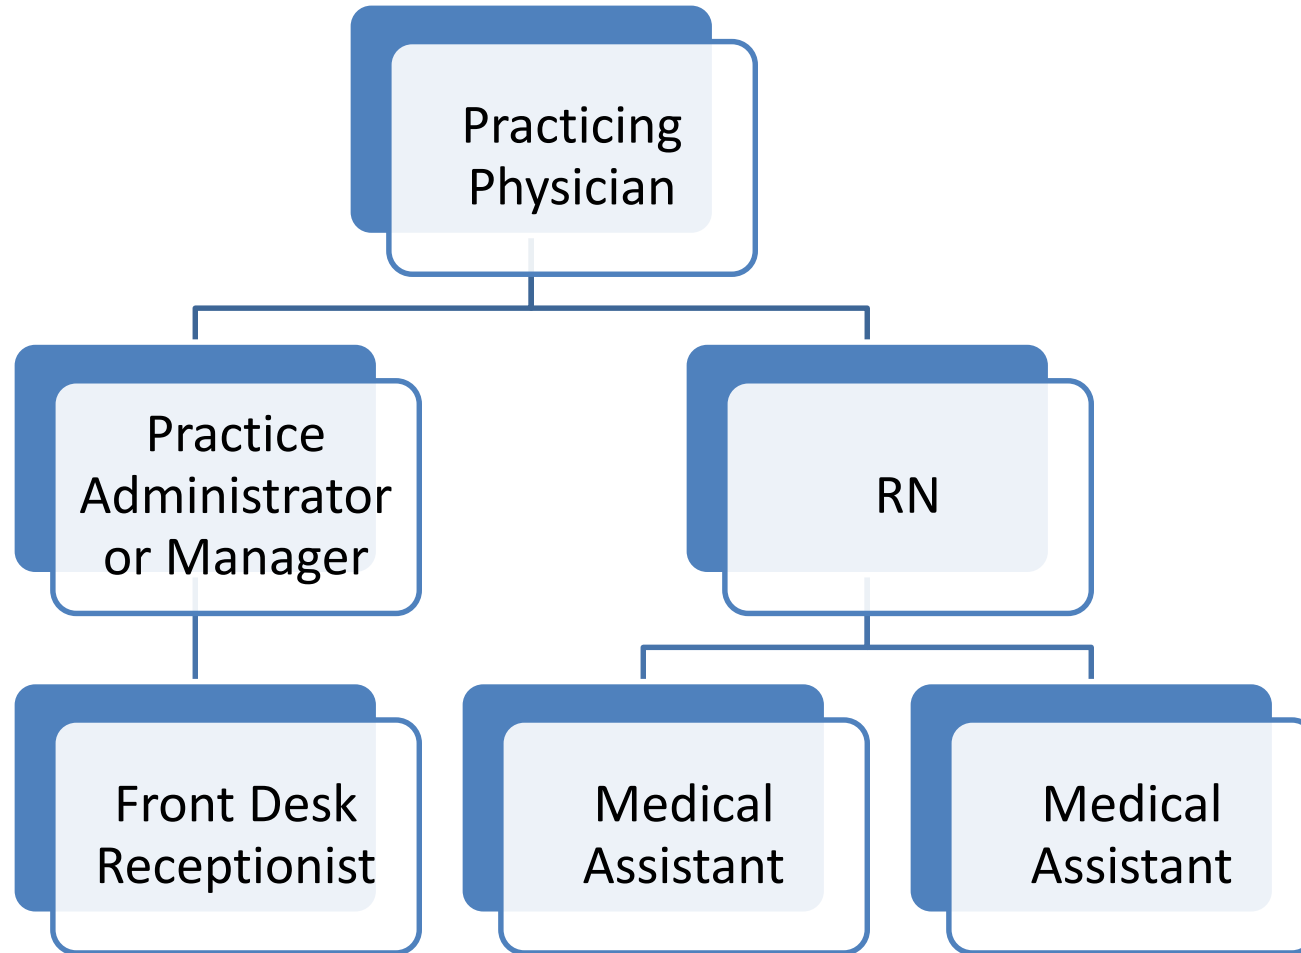 Practicing
Physician
Practice
Administrator
or Manager
RN
Front Desk
Receptionist
Medical
Assistant
Medical
Assistant